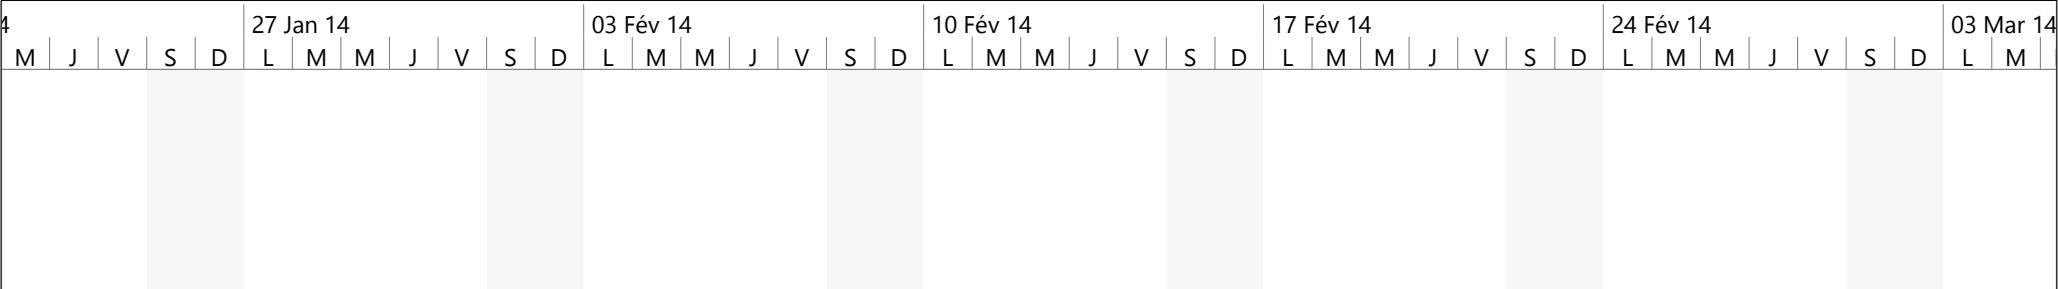 4 27 Jan 14 03 Fév 14 10 Fév 14 17 Fév 14 24 Fév 14 03 Mar 14
M J V S D L M M J V S D L M M J V S D L M M J V S D L M M J V S D L M M J V S D L M